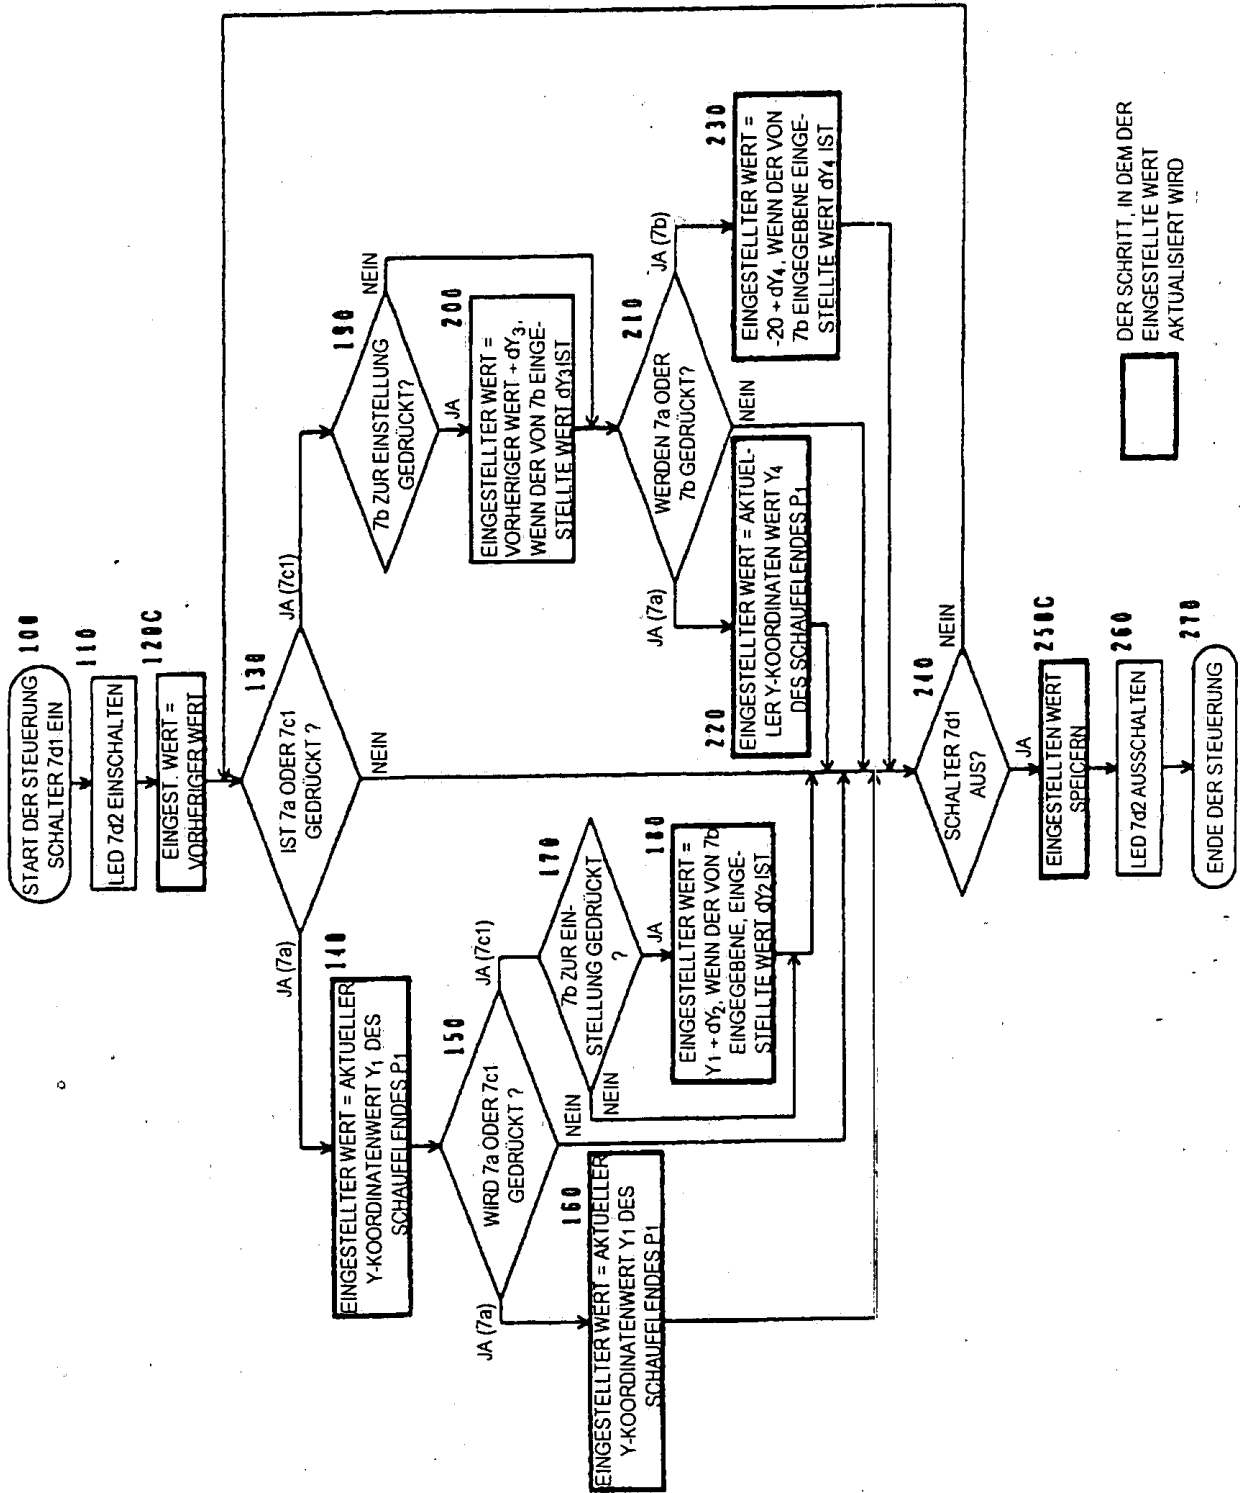 100
START DER STEUERUNG
SCHALTER 7d1 EIN
110
LED 7d2 EINSCHALTEN
120C
EINGEST. WERT =
VORHERIGER WERT
130
IST 7a ODER 7c1
GEDRÜCKT ?
JA (7a)
JA (7c1)
NEIN
140
EINGESTELLTER WERT = AKTUELLER
Y-KOORDINATENWERT Y1 DES
SCHAUFELENDES P1
150
WIRD 7a ODER 7c1
GEDRÜCKT ?
JA (7a)
JA (7c1)
NEIN
160
EINGESTELLTER WERT = AKTUELLER
Y-KOORDINATENWERT Y1 DES
SCHAUFELENDES P1
170
7b ZUR EIN-
STELLUNG GEDRÜCKT
?
NEIN
JA
180
EINGESTELLTER WERT =
Y1 + dY2, WENN DER VON 7b
EINGEGEBENE, EINGE-
STELLTE WERT dY2 IST
190
7b ZUR EINSTELLUNG
GEDRÜCKT?
NEIN
JA
200
EINGESTELLTER WERT =
VORHERIGER WERT + dY3,
WENN DER VON 7b EINGE-
STELLTE WERT dY3 IST
210
WERDEN 7a ODER
7b GEDRÜCKT?
JA (7a)
JA (7b)
NEIN
220
EINGESTELLTER WERT = AKTUEL-
LER Y-KOORDINATEN WERT Y4
DES SCHAUFELENDES P1
230
EINGESTELLTER WERT =
-20 + dY4, WENN DER VON
7b EINGEGEBENE EINGE-
STELLTE WERT dY4 IST
240
SCHALTER 7d1
AUS?
NEIN
JA
250C
EINGESTELLTEN WERT
SPEICERN
260
LED 7d2 AUSSCHALTEN
270
ENDE DER STEUERUNG
DER SCHRITT, IN DEM DER
EINGESTELLTE WERT
AKTUALISIERT WIRD